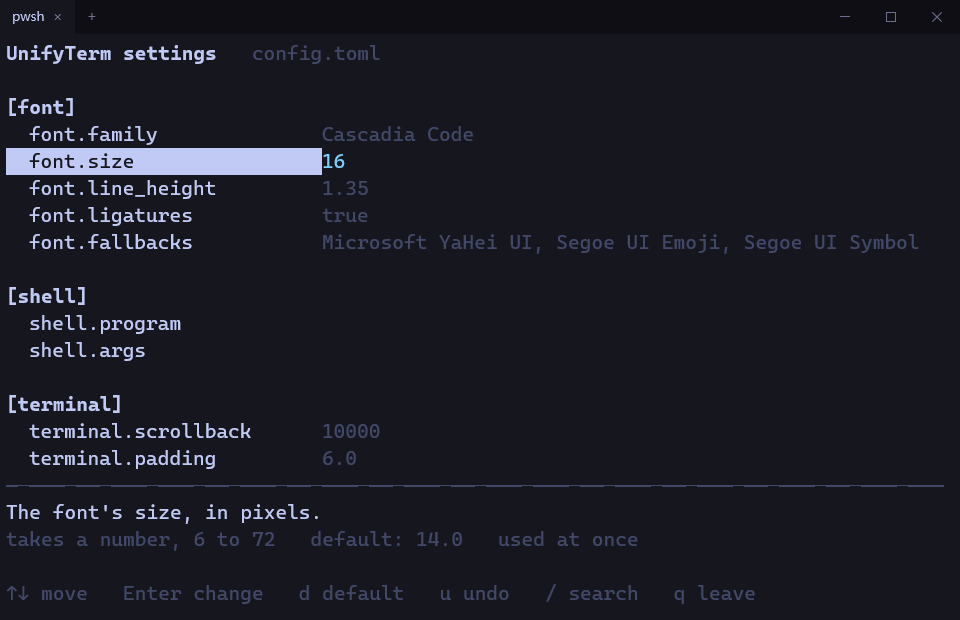 pwsh × +
UnifyTerm settings config.toml
[font]
font.family Cascadia Code
font.size 16
font.line_height 1.35
font.ligatures true
font.fallbacks Microsoft YaHei UI, Segoe UI Emoji, Segoe UI Symbol
[shell]
shell.program
shell.args
[terminal]
terminal.scrollback 10000
terminal.padding 6.0
The font's size, in pixels.
takes a number, 6 to 72 default: 14.0 used at once
↑↓ move Enter change d default u undo / search q leave